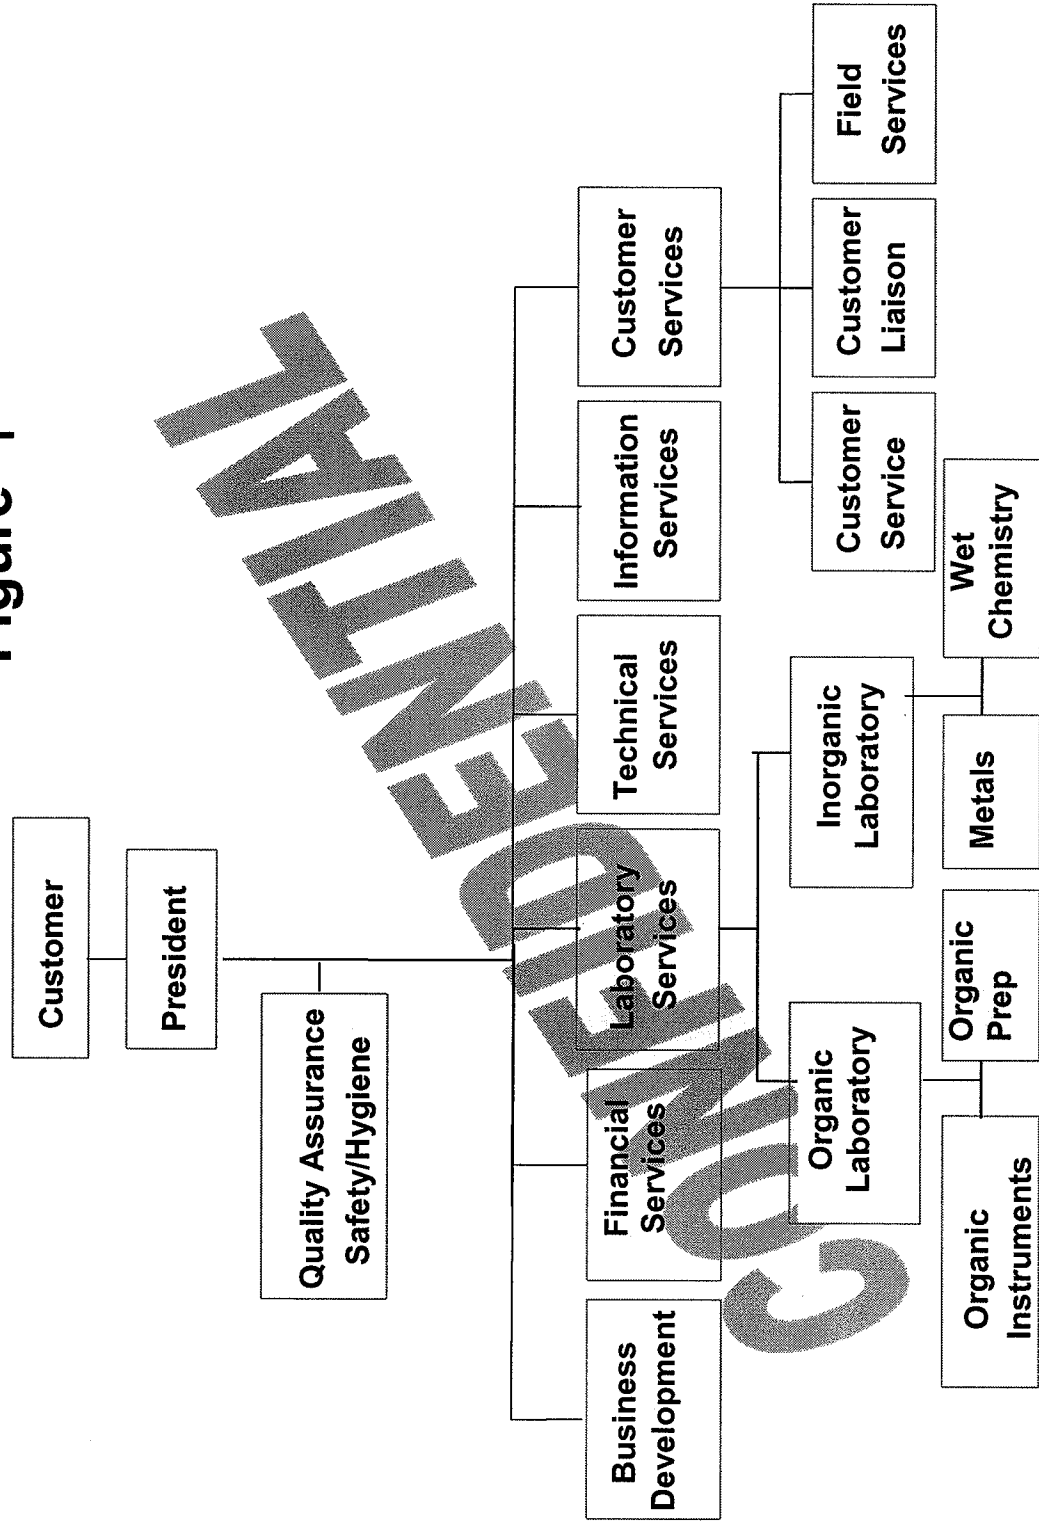 Figure 1
Customer
President
Quality Assurance
Safety/Hygiene
Business
Development
Financial
Services
Laboratory
Services
Technical
Services
Information
Services
Customer
Services
Organic
Laboratory
Inorganic
Laboratory
Customer
Service
Customer
Liaison
Field
Services
Organic
Instruments
Organic
Prep
Metals
Wet
Chemistry
CONFIDENTIAL